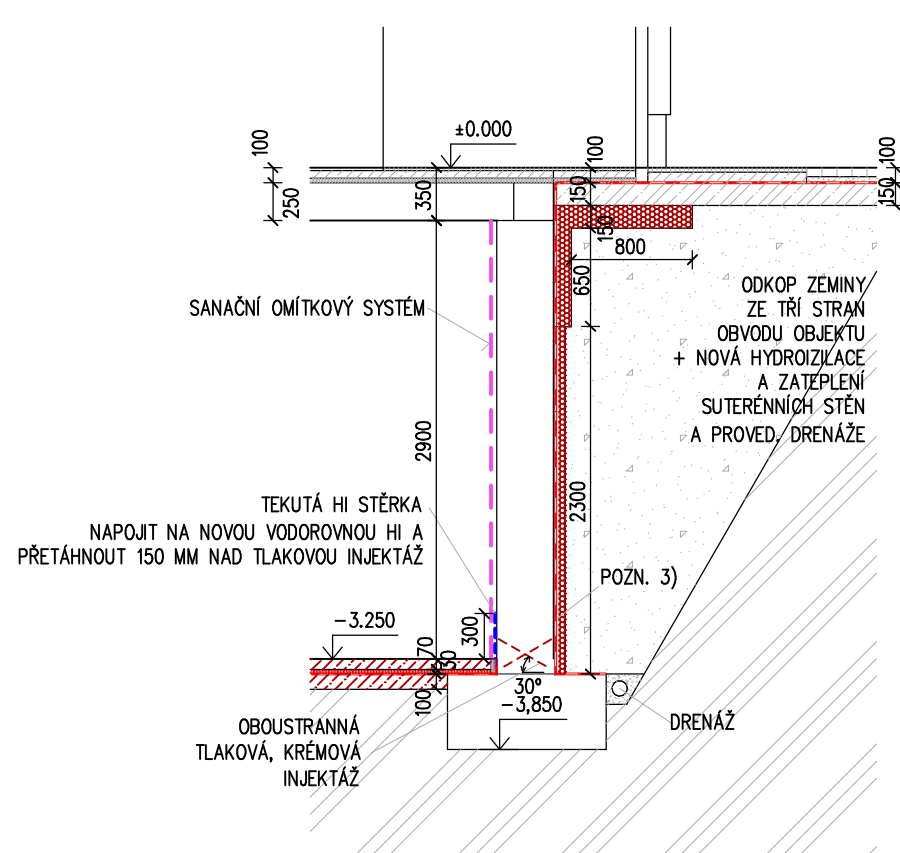 ±0.000
100
100
100
250
350
150
150
150
800
650
SANAČNÍ OMÍTKOVÝ SYSTÉM
ODKOP ZEMINY
ZE TŘÍ STRAN
OBVODU OBJEKTU
+ NOVÁ HYDROIZILACE
A ZATEPLENÍ
SUTERÉNNÍCH STĚN
A PROVED. DRENÁŽE
2900
2300
TEKUTÁ HI STĚRKA
NAPOJIT NA NOVOU VODOROVNOU HI A
PŘETÁHNOUT 150 MM NAD TLAKOVOU INJEKTÁŽ
POZN. 3)
-3.250
300
70
30
100
30°
-3,850
OBOUSTRANNÁ
TLAKOVÁ, KRÉMOVÁ
INJEKTÁŽ
DRENÁŽ